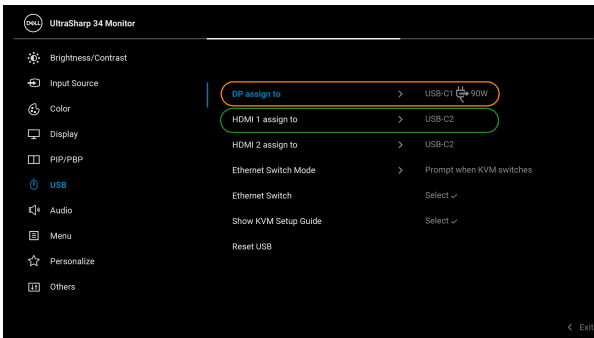 DELL UltraSharp 34 Monitor
Brightness/Contrast
Input Source
Color
Display
PIP/PBP
USB
Audio
Menu
Personalize
Others
DP assign to > USB-C1 90W
HDMI 1 assign to > USB-C2
HDMI 2 assign to USB-C2
Ethernet Switch Mode > Prompt when KVM switches
Ethernet Switch Select ✓
Show KVM Setup Guide Select ✓
Reset USB
< Exit